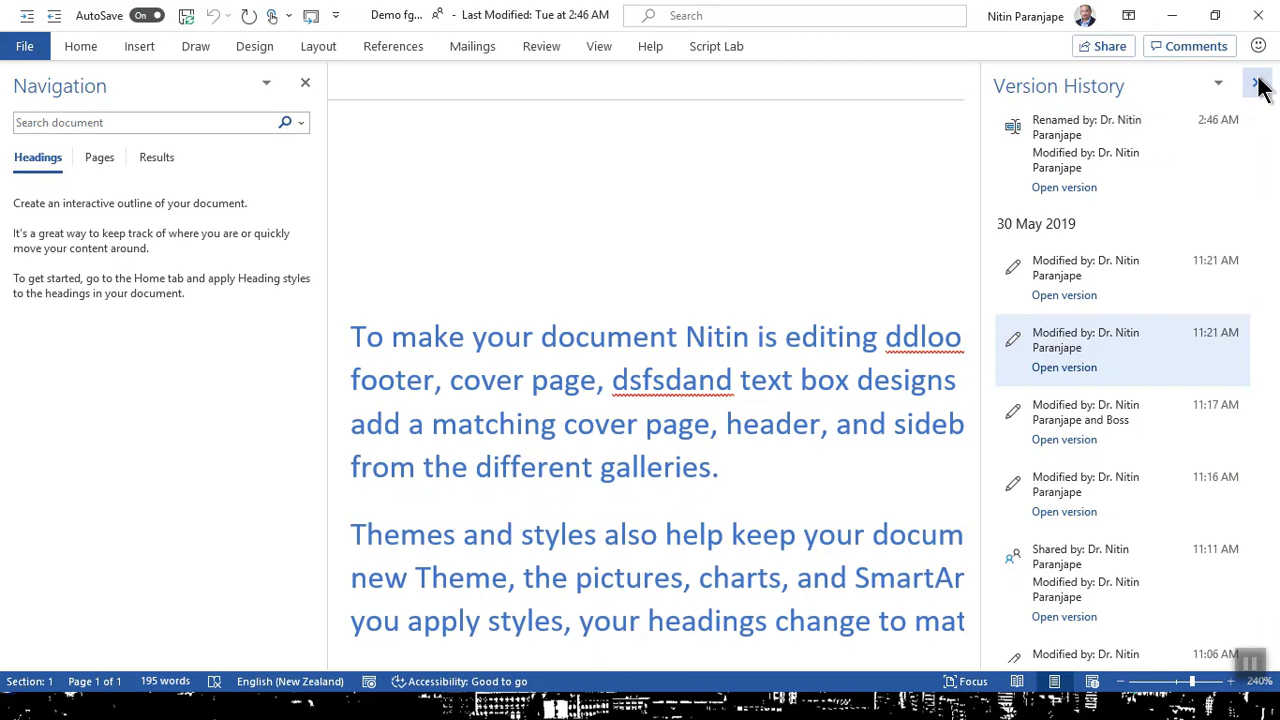 AutoSave On
Demo fg...
Last Modified: Tue at 2:46 AM
Search
Nitin Paranjape
File Home Insert Draw Design Layout References Mailings Review View Help Script Lab
Share Comments
Navigation
Search document
Headings Pages Results
Create an interactive outline of your document.
It's a great way to keep track of where you are or quickly
move your content around.
To get started, go to the Home tab and apply Heading styles
to the headings in your document.
To make your document Nitin is editing ddloo
footer, cover page, dsfsdand text box designs
add a matching cover page, header, and sideb
from the different galleries.
Themes and styles also help keep your docum
new Theme, the pictures, charts, and SmartAr
you apply styles, your headings change to mat
Version History
Renamed by: Dr. Nitin 2:46 AM
Paranjape
Modified by: Dr. Nitin
Paranjape
Open version
30 May 2019
Modified by: Dr. Nitin 11:21 AM
Paranjape
Open version
Modified by: Dr. Nitin 11:21 AM
Paranjape
Open version
Modified by: Dr. Nitin 11:17 AM
Paranjape and Boss
Open version
Modified by: Dr. Nitin 11:16 AM
Paranjape
Open version
Shared by: Dr. Nitin 11:11 AM
Paranjape
Modified by: Dr. Nitin
Paranjape
Open version
Modified by: Dr. Nitin 11:06 AM
Section: 1 Page 1 of 1 195 words English (New Zealand) Accessibility: Good to go Focus 240%